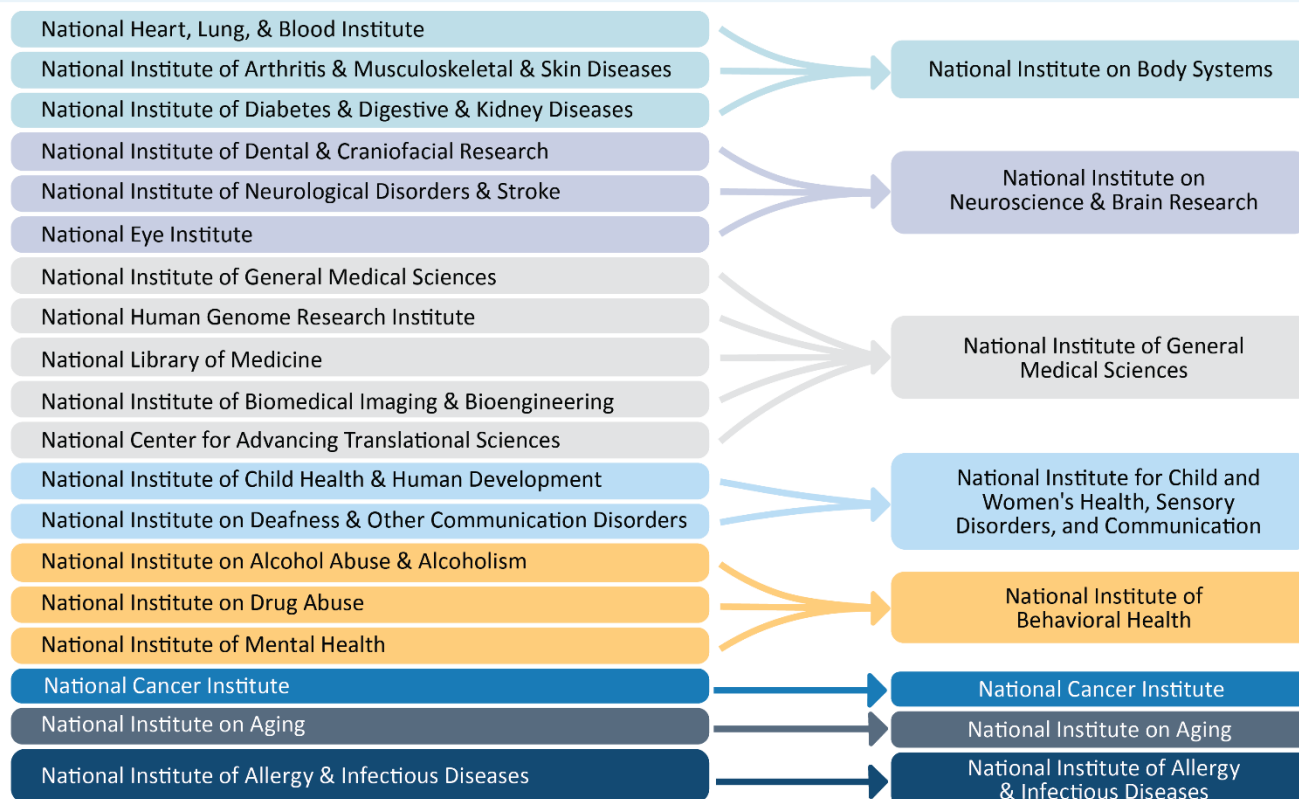 National Heart, Lung, & Blood Institute
National Institute of Arthritis & Musculoskeletal & Skin Diseases
National Institute of Diabetes & Digestive & Kidney Diseases
National Institute on Body Systems
National Institute of Dental & Craniofacial Research
National Institute of Neurological Disorders & Stroke
National Eye Institute
National Institute on
Neuroscience & Brain Research
National Institute of General Medical Sciences
National Human Genome Research Institute
National Library of Medicine
National Institute of Biomedical Imaging & Bioengineering
National Center for Advancing Translational Sciences
National Institute of General
Medical Sciences
National Institute of Child Health & Human Development
National Institute on Deafness & Other Communication Disorders
National Institute for Child and
Women's Health, Sensory
Disorders, and Communication
National Institute on Alcohol Abuse & Alcoholism
National Institute on Drug Abuse
National Institute of Mental Health
National Institute of
Behavioral Health
National Cancer Institute
National Cancer Institute
National Institute on Aging
National Institute on Aging
National Institute of Allergy & Infectious Diseases
National Institute of Allergy
& Infectious Diseases